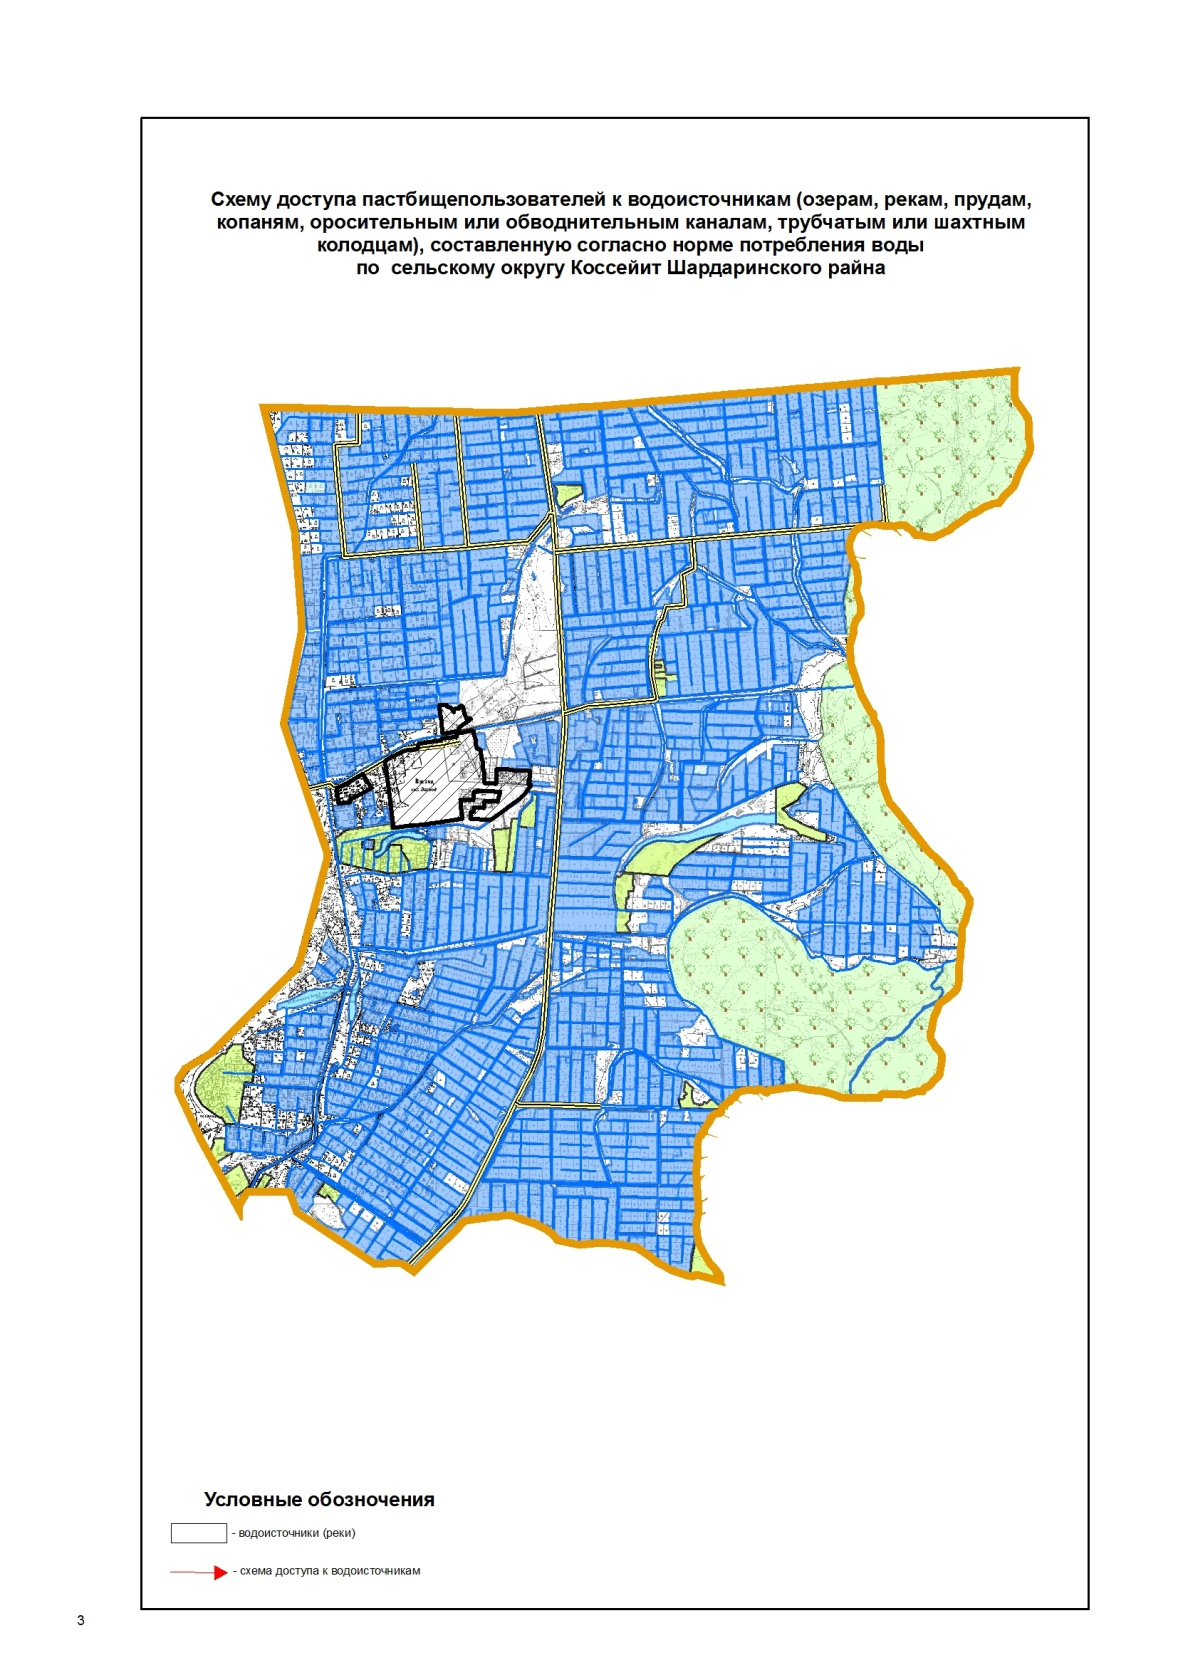 Схему доступа пастбищепользователей к водоисточникам (озерам, рекам, прудам,
копаням, оросительным или обводнительным каналам, трубчатым или шахтным
колодцам), составленную согласно норме потребления воды
по сельскому округу Коссейит Шардаринского райна
Условные обозночения
- водоисточники (реки)
- схема доступа к водоисточникам
3